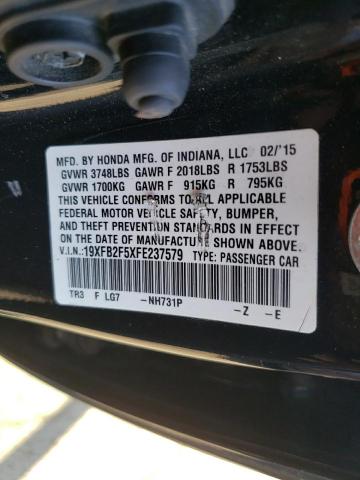 MFD. BY HONDA MFG. OF INDIANA, LLC 02/'15
GVWR 3748LBS GAWR F 2018LBS R 1753LBS
GVWR 1700KG GAWR F 915KG R 795KG
THIS VEHICLE CONFORMS TO ALL APPLICABLE
FEDERAL MOTOR VEHICLE SAFETY, BUMPER,
AND THEFT PREVENTION STANDARDS IN EFFECT
ON THE DATE OF MANUFACTURE SHOWN ABOVE.
V.I.N.:19XFB2F5XFE237579 TYPE: PASSENGER CAR
TR3 F LG7 -NH731P -Z -E